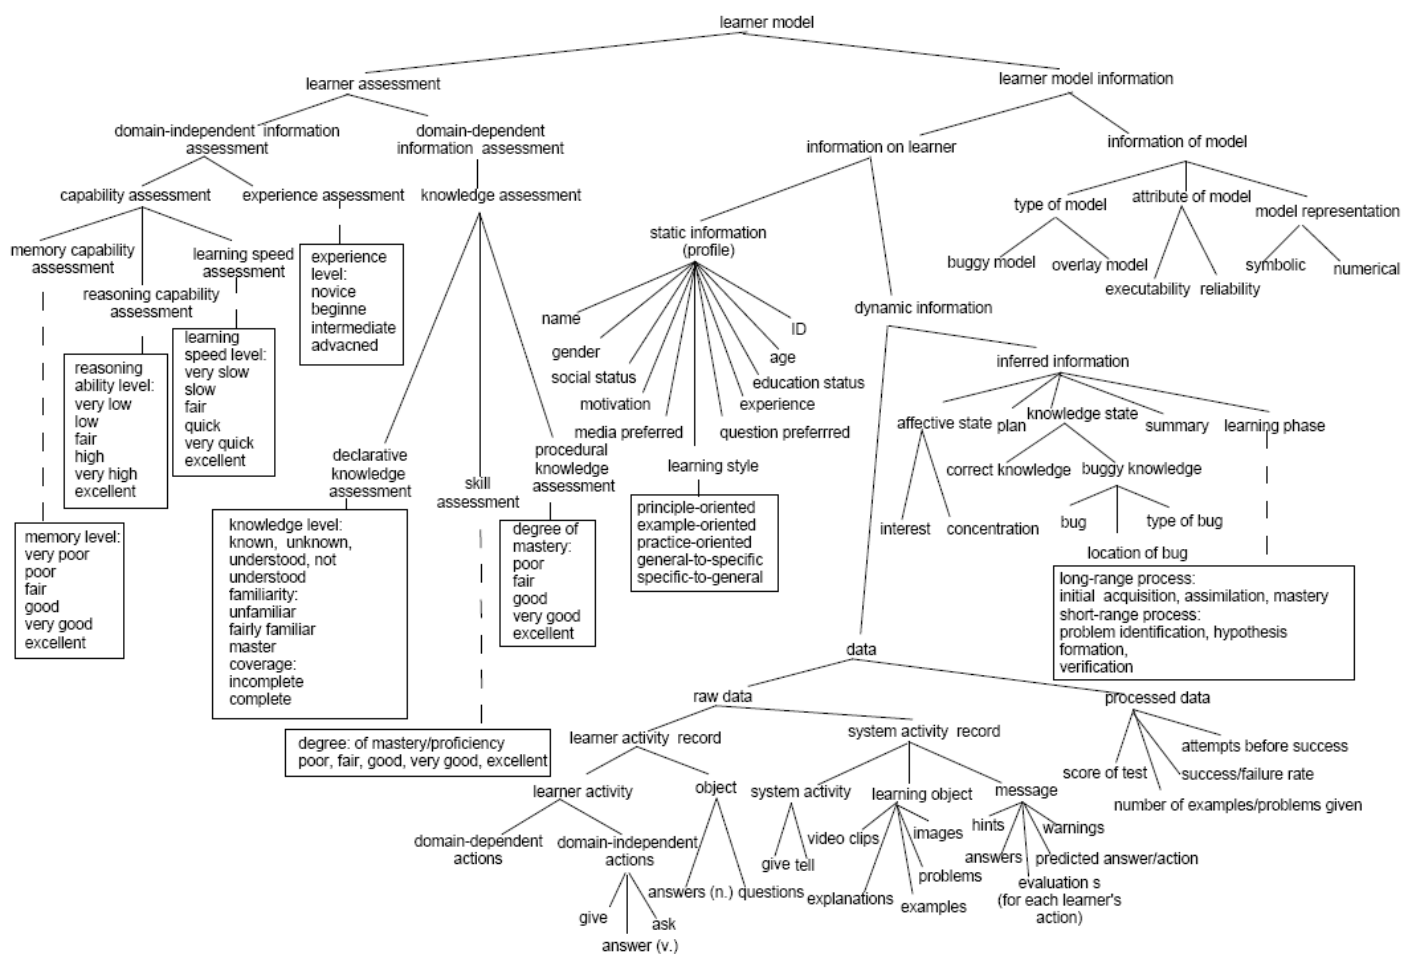 learner model
learner assessment
learner model information
domain-independent information
assessment
domain-dependent
information assessment
information on learner
information of model
capability assessment
experience assessment
knowledge assessment
type of model
attribute of model
model representation
memory capability
assessment
learning speed
assessment
reasoning capability
assessment
experience
level:
novice
beginne
intermediate
advacned
static information
(profile)
buggy model
overlay model
executability
reliability
symbolic
numerical
dynamic information
learning
speed level:
very slow
slow
fair
quick
very quick
excellent
reasoning
ability level:
very low
low
fair
high
very high
excellent
name
gender
social status
motivation
media preferred
learning style
question preferrred
experience
education status
age
ID
inferred information
affective state
plan
knowledge state
summary
learning phase
correct knowledge
buggy knowledge
interest
concentration
bug
type of bug
location of bug
declarative
knowledge
assessment
skill
assessment
procedural
knowledge
assessment
principle-oriented
example-oriented
practice-oriented
general-to-specific
specific-to-general
memory level:
very poor
poor
fair
good
very good
excellent
knowledge level:
known, unknown,
understood, not
understood
familiarity:
unfamiliar
fairly familiar
master
coverage:
incomplete
complete
degree of
mastery:
poor
fair
good
very good
excellent
long-range process:
initial acquisition, assimilation, mastery
short-range process:
problem identification, hypothesis
formation,
verification
degree: of mastery/proficiency
poor, fair, good, very good, excellent
data
raw data
processed data
learner activity record
system activity record
attempts before success
success/failure rate
score of test
number of examples/problems given
learner activity
object
system activity
learning object
message
domain-dependent
actions
domain-independent
actions
give
answer (v.)
ask
answers (n.)
questions
give
tell
video clips
explanations
images
problems
examples
hints
answers
warnings
predicted answer/action
evaluation s
(for each learner's
action)